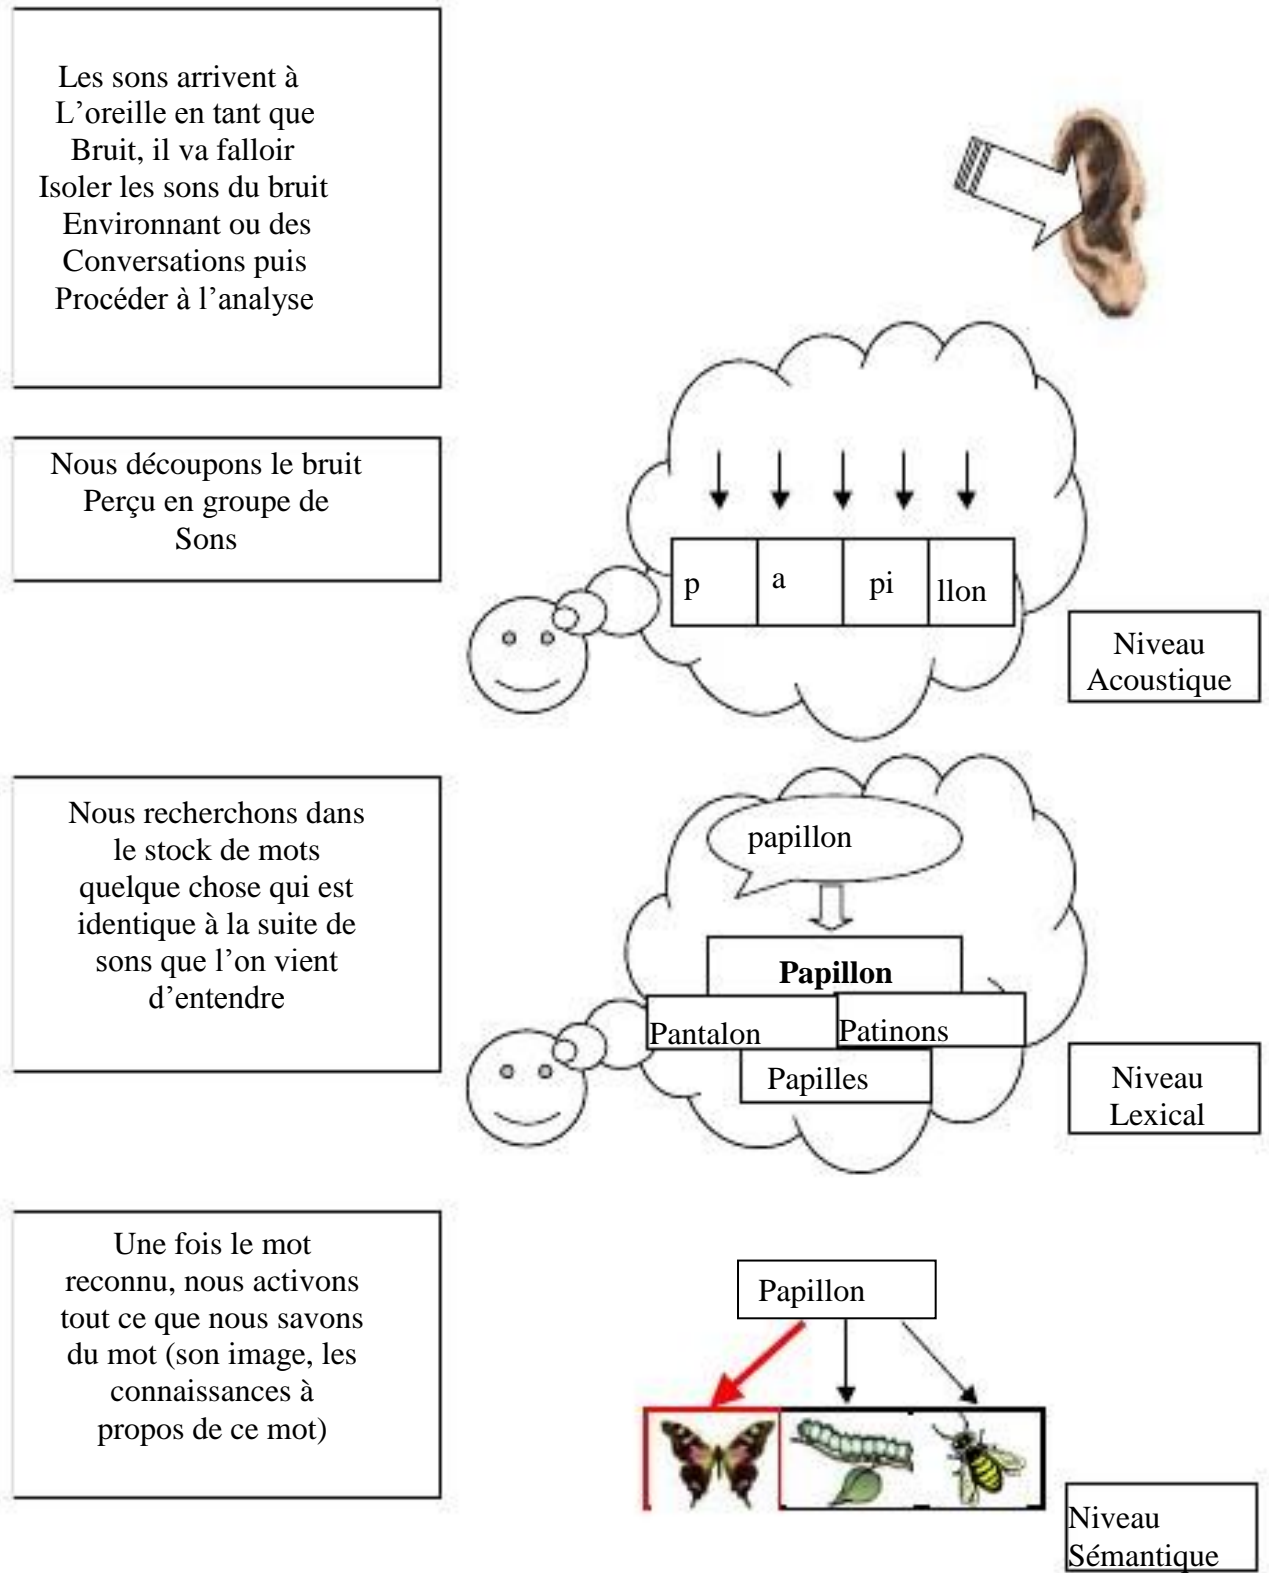 Les sons arrivent à
L’oreille en tant que
Bruit, il va falloir
Isoler les sons du bruit
Environnant ou des
Conversations puis
Procéder à l’analyse
Nous découpons le bruit
Perçu en groupe de
Sons
p a pi llon
Niveau
Acoustique
Nous recherchons dans
le stock de mots
quelque chose qui est
identique à la suite de
sons que l’on vient
d’entendre
papillon
Papillon
Pantalon Patinons
Papilles
Niveau
Lexical
Une fois le mot
reconnu, nous activons
tout ce que nous savons
du mot (son image, les
connaissances à
propos de ce mot)
Papillon
Niveau
Sémantique